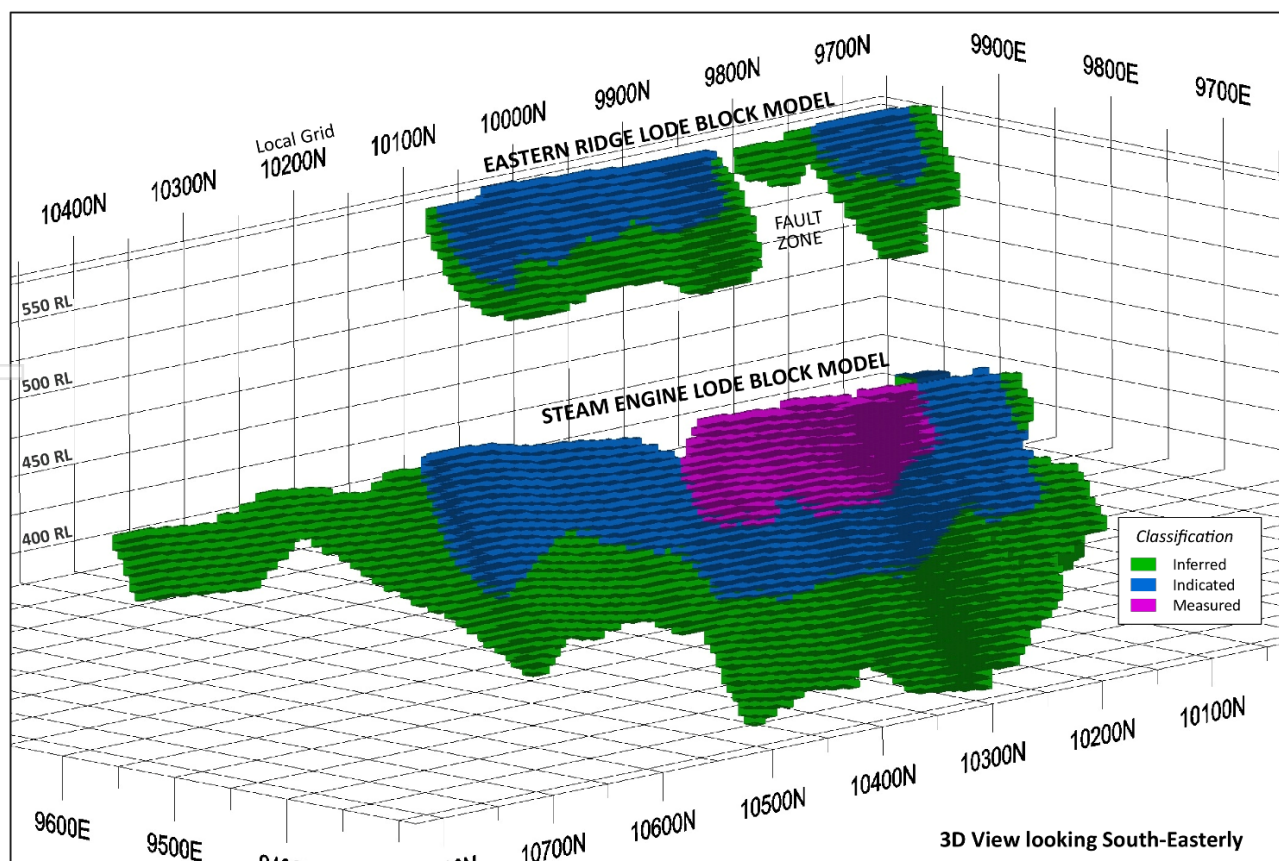 9700N
9900E
9800N
9800E
9900N
9700E
10000N
EASTERN RIDGE LODE BLOCK MODEL
Local Grid
10100N
10200N
10300N
10400N
FAULT
ZONE
550 RL
500 RL
STEAM ENGINE LODE BLOCK MODEL
450 RL
400 RL
Classification
Inferred
Indicated
Measured
10100N
10200N
10300N
10400N
10500N
10600N
10700N
9600E
9500E
3D View looking South-Easterly